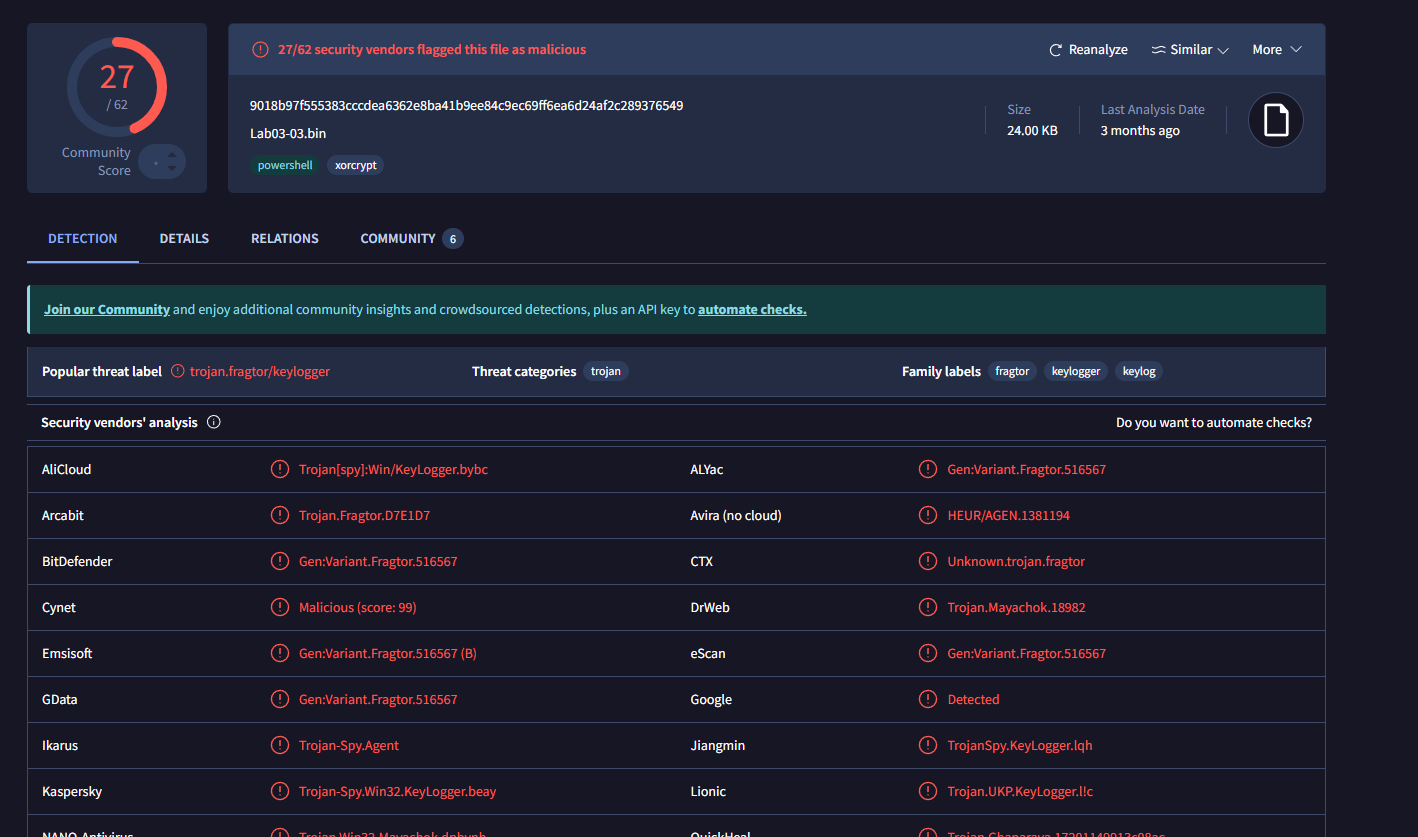 27
/ 62
Community
Score
27/62 security vendors flagged this file as malicious
Reanalyze
Similar
More
9018b97f555383cccdea6362e8ba41b9ee84c9ec69ff6ea6d24af2c289376549
Lab03-03.bin
powershell
xorcrypt
Size
24.00 KB
Last Analysis Date
3 months ago
DETECTION
DETAILS
RELATIONS
COMMUNITY 6
Join our Community and enjoy additional community insights and crowdsourced detections, plus an API key to automate checks.
Popular threat label trojan.fragtor/keylogger
Threat categories trojan
Family labels fragtor keylogger keylog
Security vendors' analysis
Do you want to automate checks?
AliCloud Trojan[spy]:Win/KeyLogger.bybc
ALYac Gen:Variant.Fragtor.516567
Arcabit Trojan.Fragtor.D7E1D7
Avira (no cloud) HEUR/AGEN.1381194
BitDefender Gen:Variant.Fragtor.516567
CTX Unknown.trojan.fragtor
Cynet Malicious (score: 99)
DrWeb Trojan.Mayachok.18982
Emsisoft Gen:Variant.Fragtor.516567 (B)
eScan Gen:Variant.Fragtor.516567
GData Gen:Variant.Fragtor.516567
Google Detected
Ikarus Trojan-Spy.Agent
Jiangmin TrojanSpy.KeyLogger.lqh
Kaspersky Trojan-Spy.Win32.KeyLogger.beay
Lionic Trojan.UKP.KeyLogger.l!c
NANO-Antivirus
QuickHeal